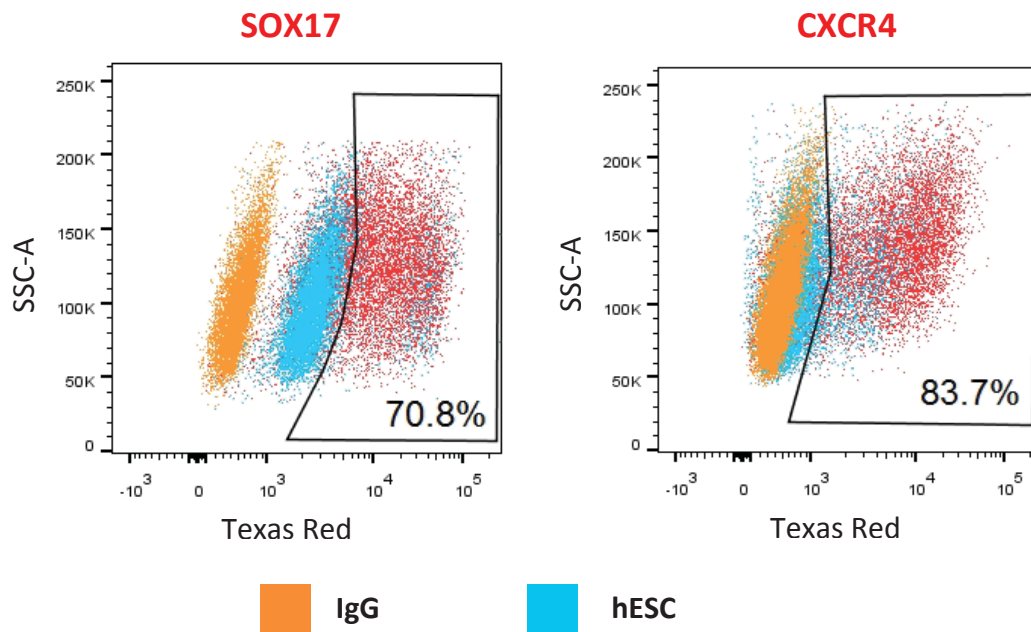 SOX17
CXCR4
250K
200K
150K
100K
50K
0
SSC-A
70.8%
-10³ 0 10³ 10⁴ 10⁵
Texas Red
250K
200K
150K
100K
50K
0
SSC-A
83.7%
-10³ 0 10³ 10⁴ 10⁵
Texas Red
IgG
hESC